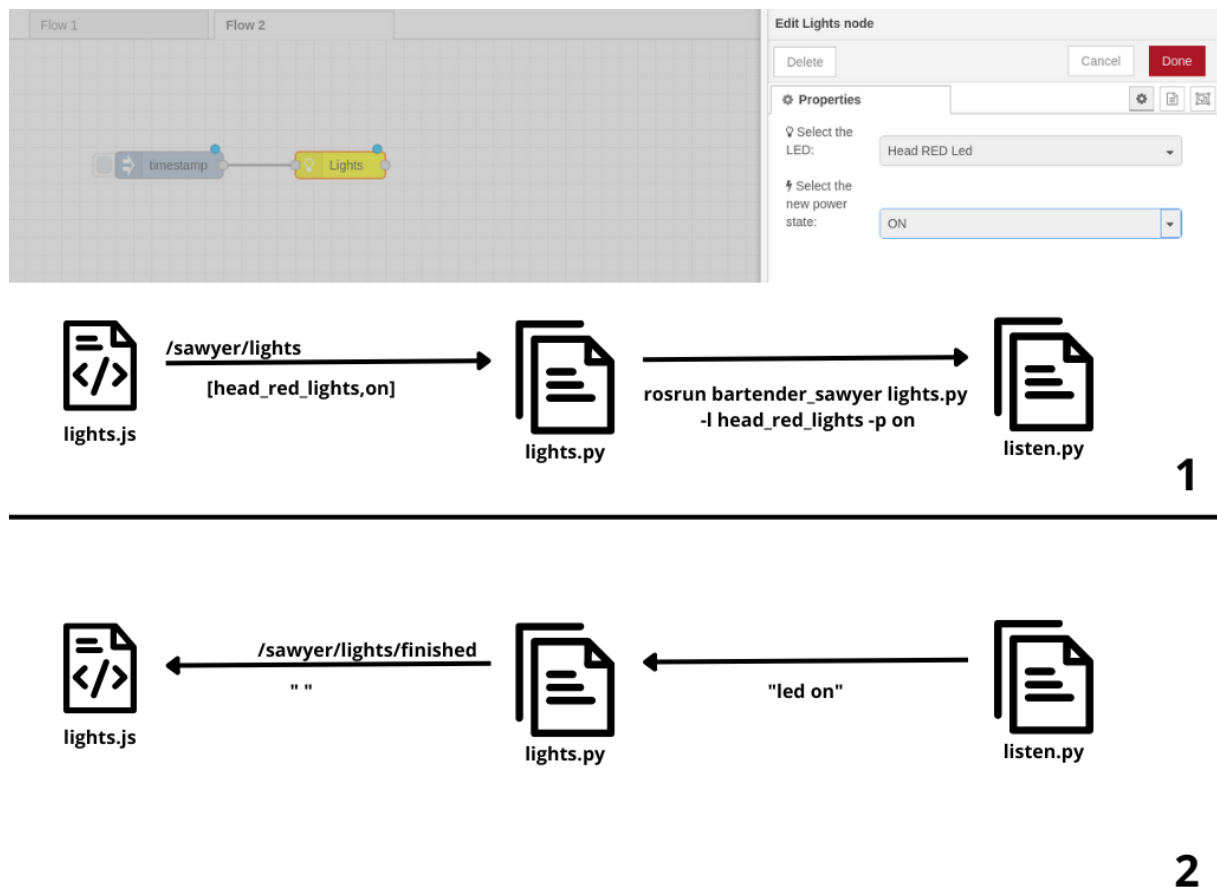 Flow 1
Flow 2
Edit Lights node
Delete
Cancel
Done
Properties
timestamp
Lights
Select the
LED:
Head RED Led
Select the
new power
state:
ON
/sawyer/lights
[head_red_lights,on]
rosrun bartender_sawyer lights.py
-l head_red_lights -p on
lights.js
lights.py
listen.py
1
/sawyer/lights/finished
" "
"led on"
lights.js
lights.py
listen.py
2